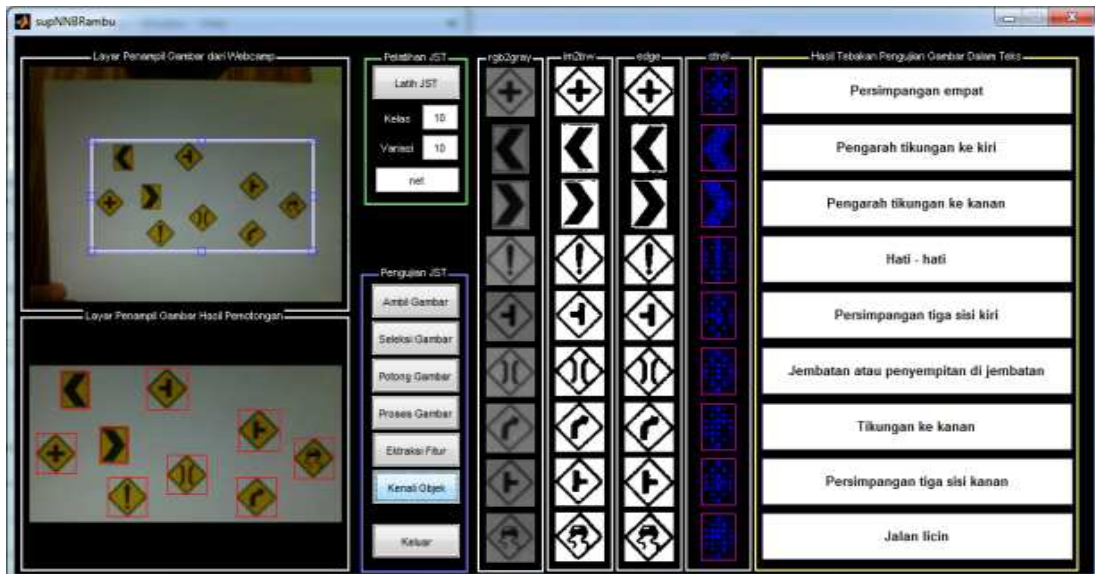 supNNBRambu
Layar Penampil Gambar dari Webcamp
Pelatihan JST
Latih JST
Kelas 10
Variasi 10
net
Pengujian JST
Ambil Gambar
Seleksi Gambar
Potong Gambar
Proses Gambar
Ektraksi Fitur
Kenali Objek
Keluar
Layar Penampil Gambar Hasil Pemotongan
rgb2gray
im2bw
edge
strel
Hasil Tebakan Pengujian Gambar Dalam Teks
Persimpangan empat
Pengarah tikungan ke kiri
Pengarah tikungan ke kanan
Hati - hati
Persimpangan tiga sisi kiri
Jembatan atau penyempitan di jembatan
Tikungan ke kanan
Persimpangan tiga sisi kanan
Jalan licin